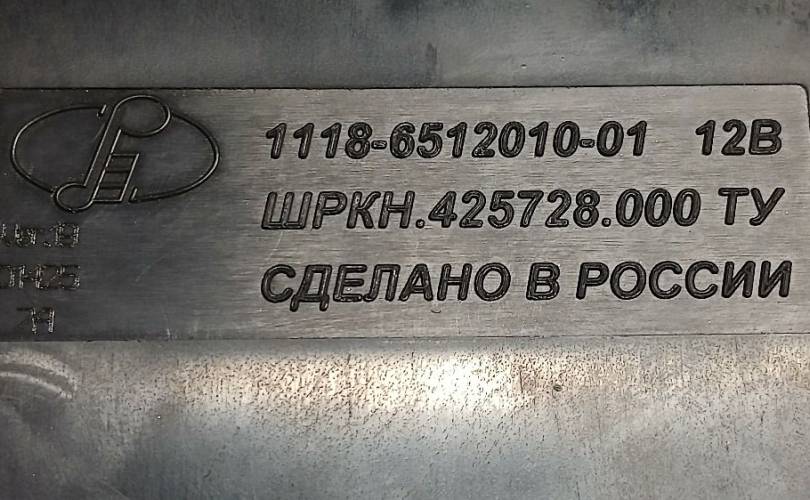 1118-6512010-01 12В
ШРКН.425728.000 ТУ
СДЕЛАНО В РОССИИ